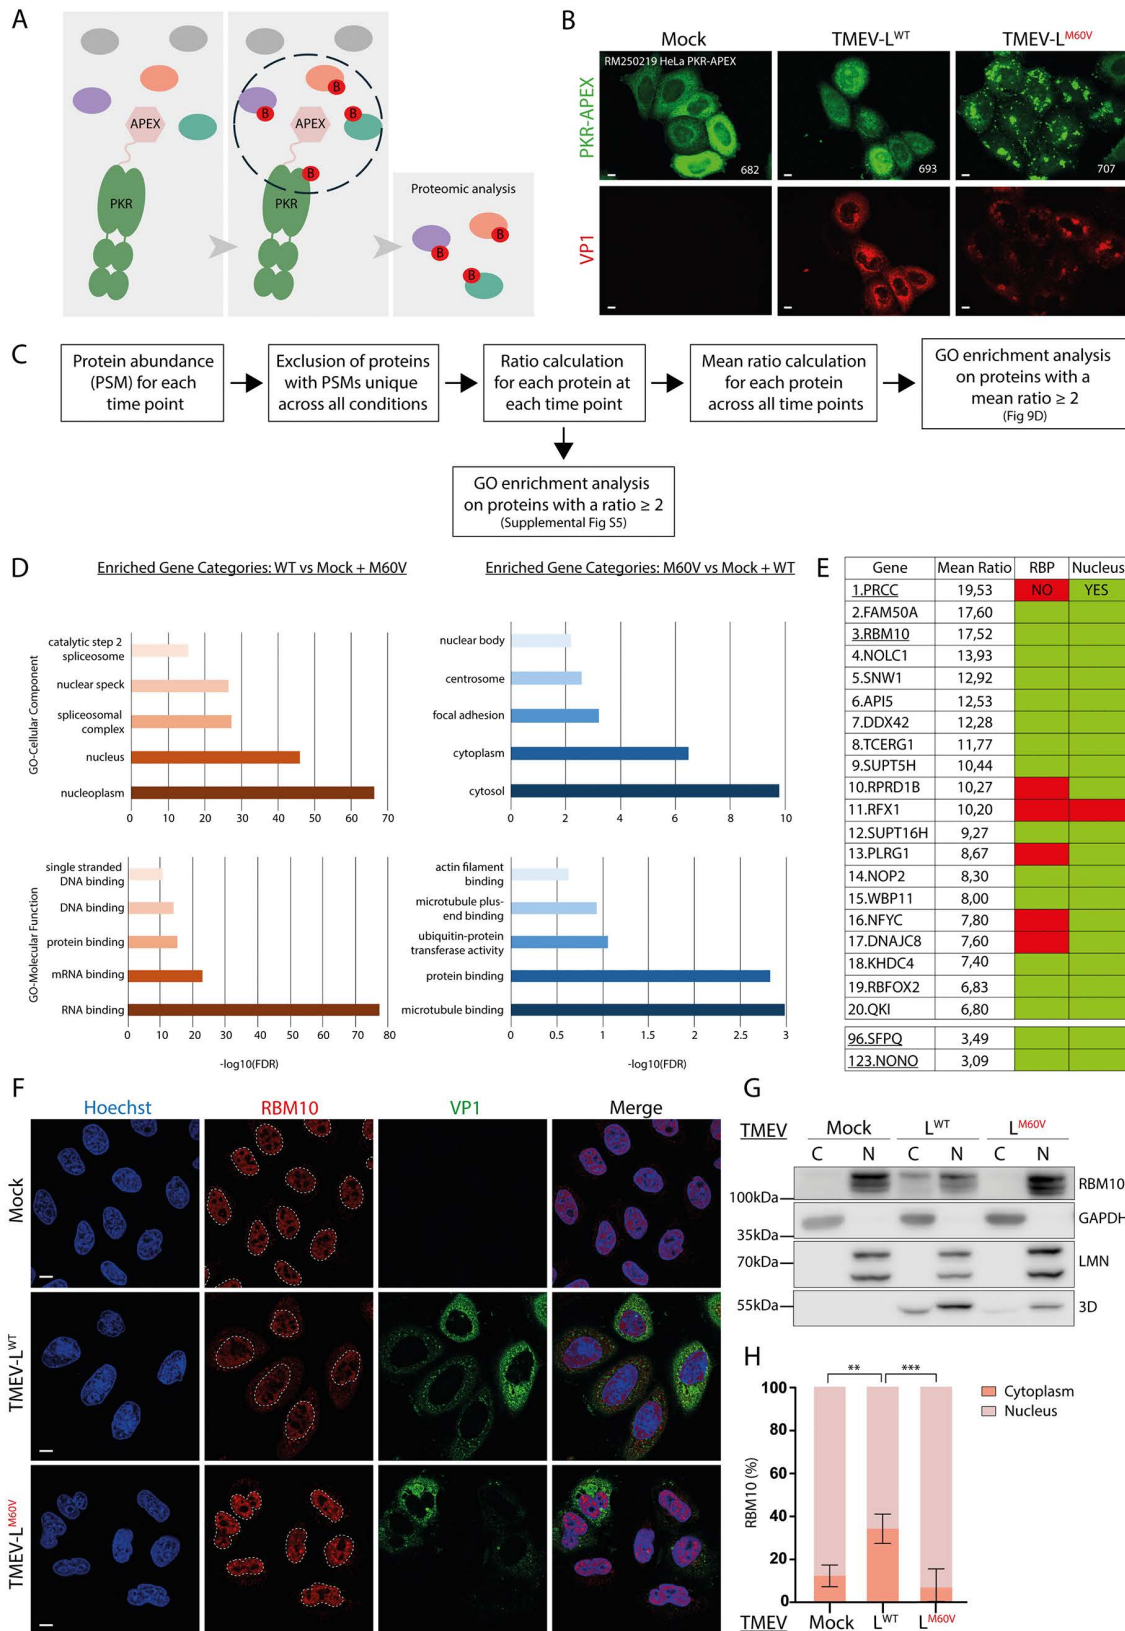 A
APEX
APEX
PKR
PKR
B
B
B
B
Proteomic analysis
B
B
B
B
Mock
TMEV-L^WT
TMEV-L^M60V
PKR-APEX
RM250219 HeLa PKR-APEX
682
693
707
VP1
C
Protein abundance
(PSM) for each
time point
Exclusion of proteins
with PSMs unique
across all conditions
Ratio calculation
for each protein at
each time point
Mean ratio calculation
for each protein
across all time points
GO enrichment analysis
on proteins with a
mean ratio ≥ 2
(Fig 9D)
GO enrichment analysis
on proteins with a ratio ≥ 2
(Supplemental Fig S5)
D
Enriched Gene Categories: WT vs Mock + M60V
GO-Cellular Component
catalytic step 2
spliceosome
nuclear speck
spliceosomal
complex
nucleus
nucleoplasm
0 10 20 30 40 50 60 70
Enriched Gene Categories: M60V vs Mock + WT
nuclear body
centrosome
focal adhesion
cytoplasm
cytosol
0 2 4 6 8 10
GO-Molecular Function
single stranded
DNA binding
DNA binding
protein binding
mRNA binding
RNA binding
0 10 20 30 40 50 60 70 80
-log10(FDR)
actin filament
binding
microtubule plus-
end binding
ubiquitin-protein
transferase activity
protein binding
microtubule binding
0 0.5 1 1.5 2 2.5 3
-log10(FDR)
E
Gene Mean Ratio RBP Nucleus
1.PRCC 19,53 NO YES
2.FAM50A 17,60
3.RBM10 17,52
4.NOLC1 13,93
5.SNW1 12,92
6.API5 12,53
7.DDX42 12,28
8.TCERG1 11,77
9.SUPT5H 10,44
10.RPRD1B 10,27
11.RFX1 10,20
12.SUPT16H 9,27
13.PLRG1 8,67
14.NOP2 8,30
15.WBP11 8,00
16.NFYC 7,80
17.DNAJC8 7,60
18.KHDC4 7,40
19.RBFOX2 6,83
20.QKI 6,80
96.SFPQ 3,49
123.NONO 3,09
F
Hoechst
RBM10
VP1
Merge
Mock
TMEV-L^WT
TMEV-L^M60V
G
TMEV Mock L^WT L^M60V
C N C N C N
100kDa
RBM10
35kDa
GAPDH
70kDa
LMN
55kDa
3D
H
** ***
RBM10 (%)
100
80
60
40
20
0
Cytoplasm
Nucleus
TMEV Mock L^WT L^M60V